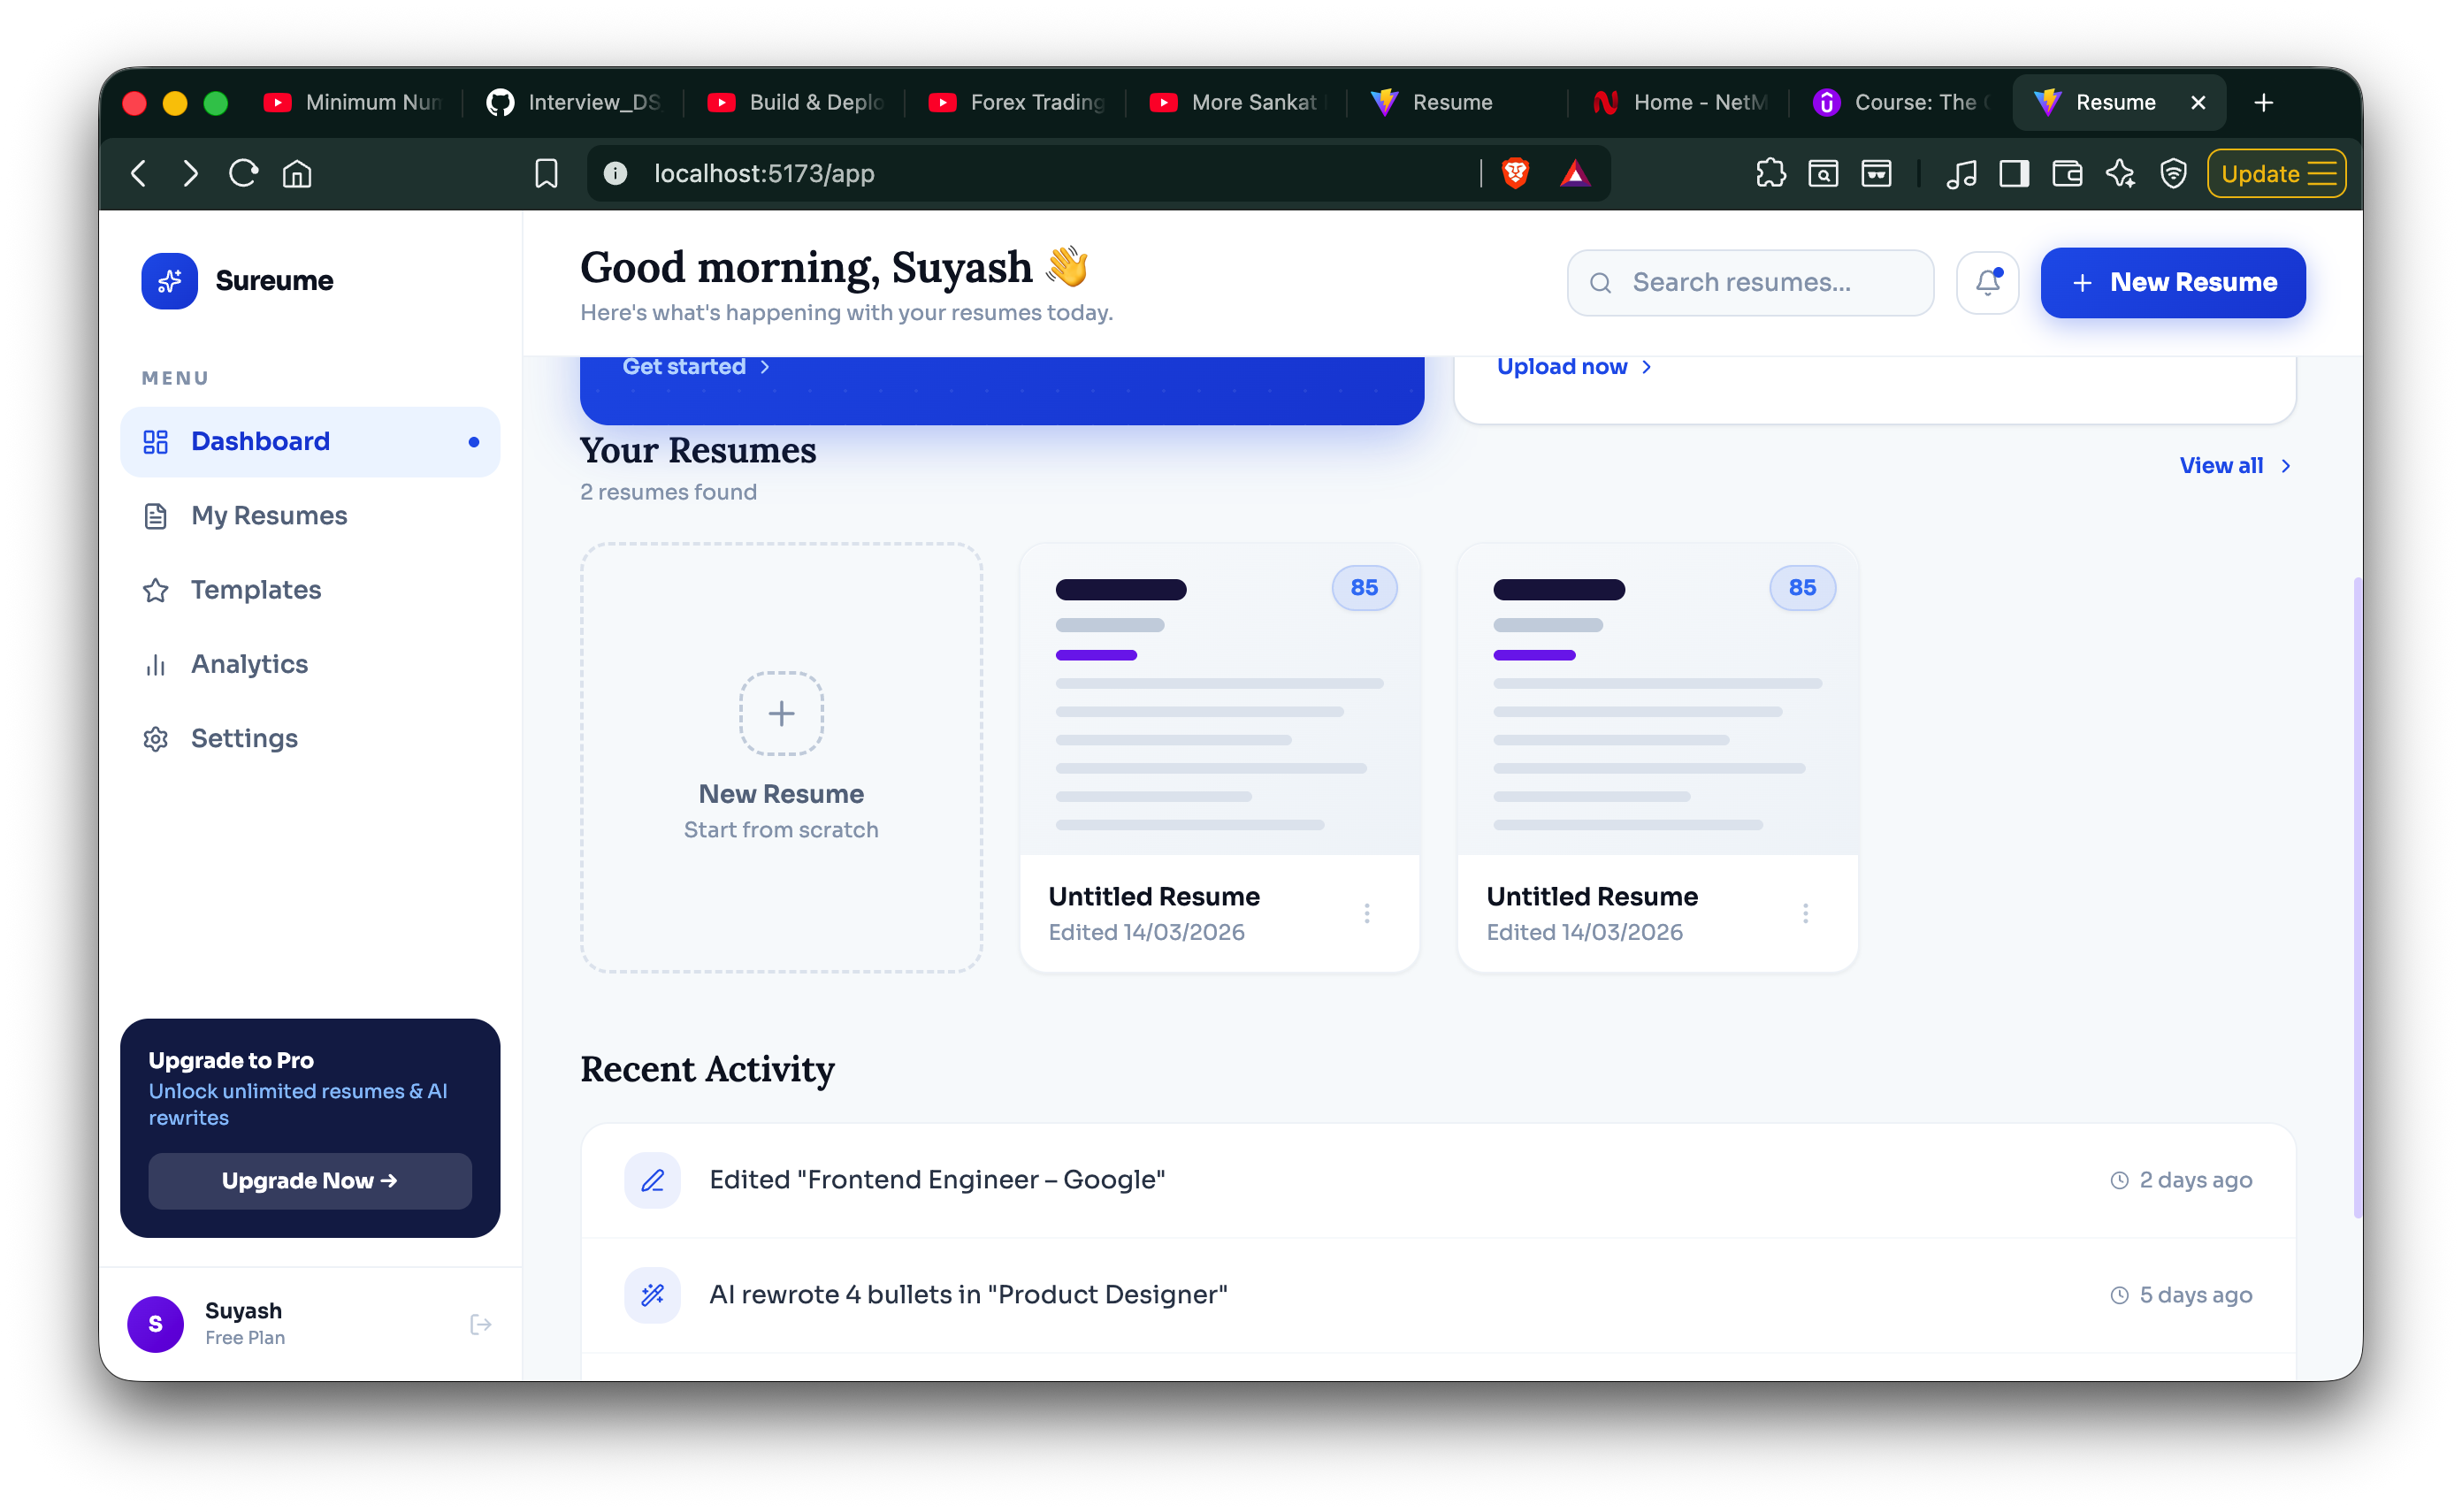 Minimum Num
Interview_DS
Build & Deplo
Forex Trading
More Sankat
Resume
Home - NetM
Course: The
Resume
localhost:5173/app
Update
Sureume
Good morning, Suyash 👋
Here's what's happening with your resumes today.
Search resumes...
+ New Resume
MENU
Dashboard
My Resumes
Templates
Analytics
Settings
Get started >
Upload now >
Your Resumes
2 resumes found
View all >
New Resume
Start from scratch
85
Untitled Resume
Edited 14/03/2026
85
Untitled Resume
Edited 14/03/2026
Recent Activity
Edited "Frontend Engineer – Google"
2 days ago
AI rewrote 4 bullets in "Product Designer"
5 days ago
Upgrade to Pro
Unlock unlimited resumes & AI
rewrites
Upgrade Now →
S
Suyash
Free Plan